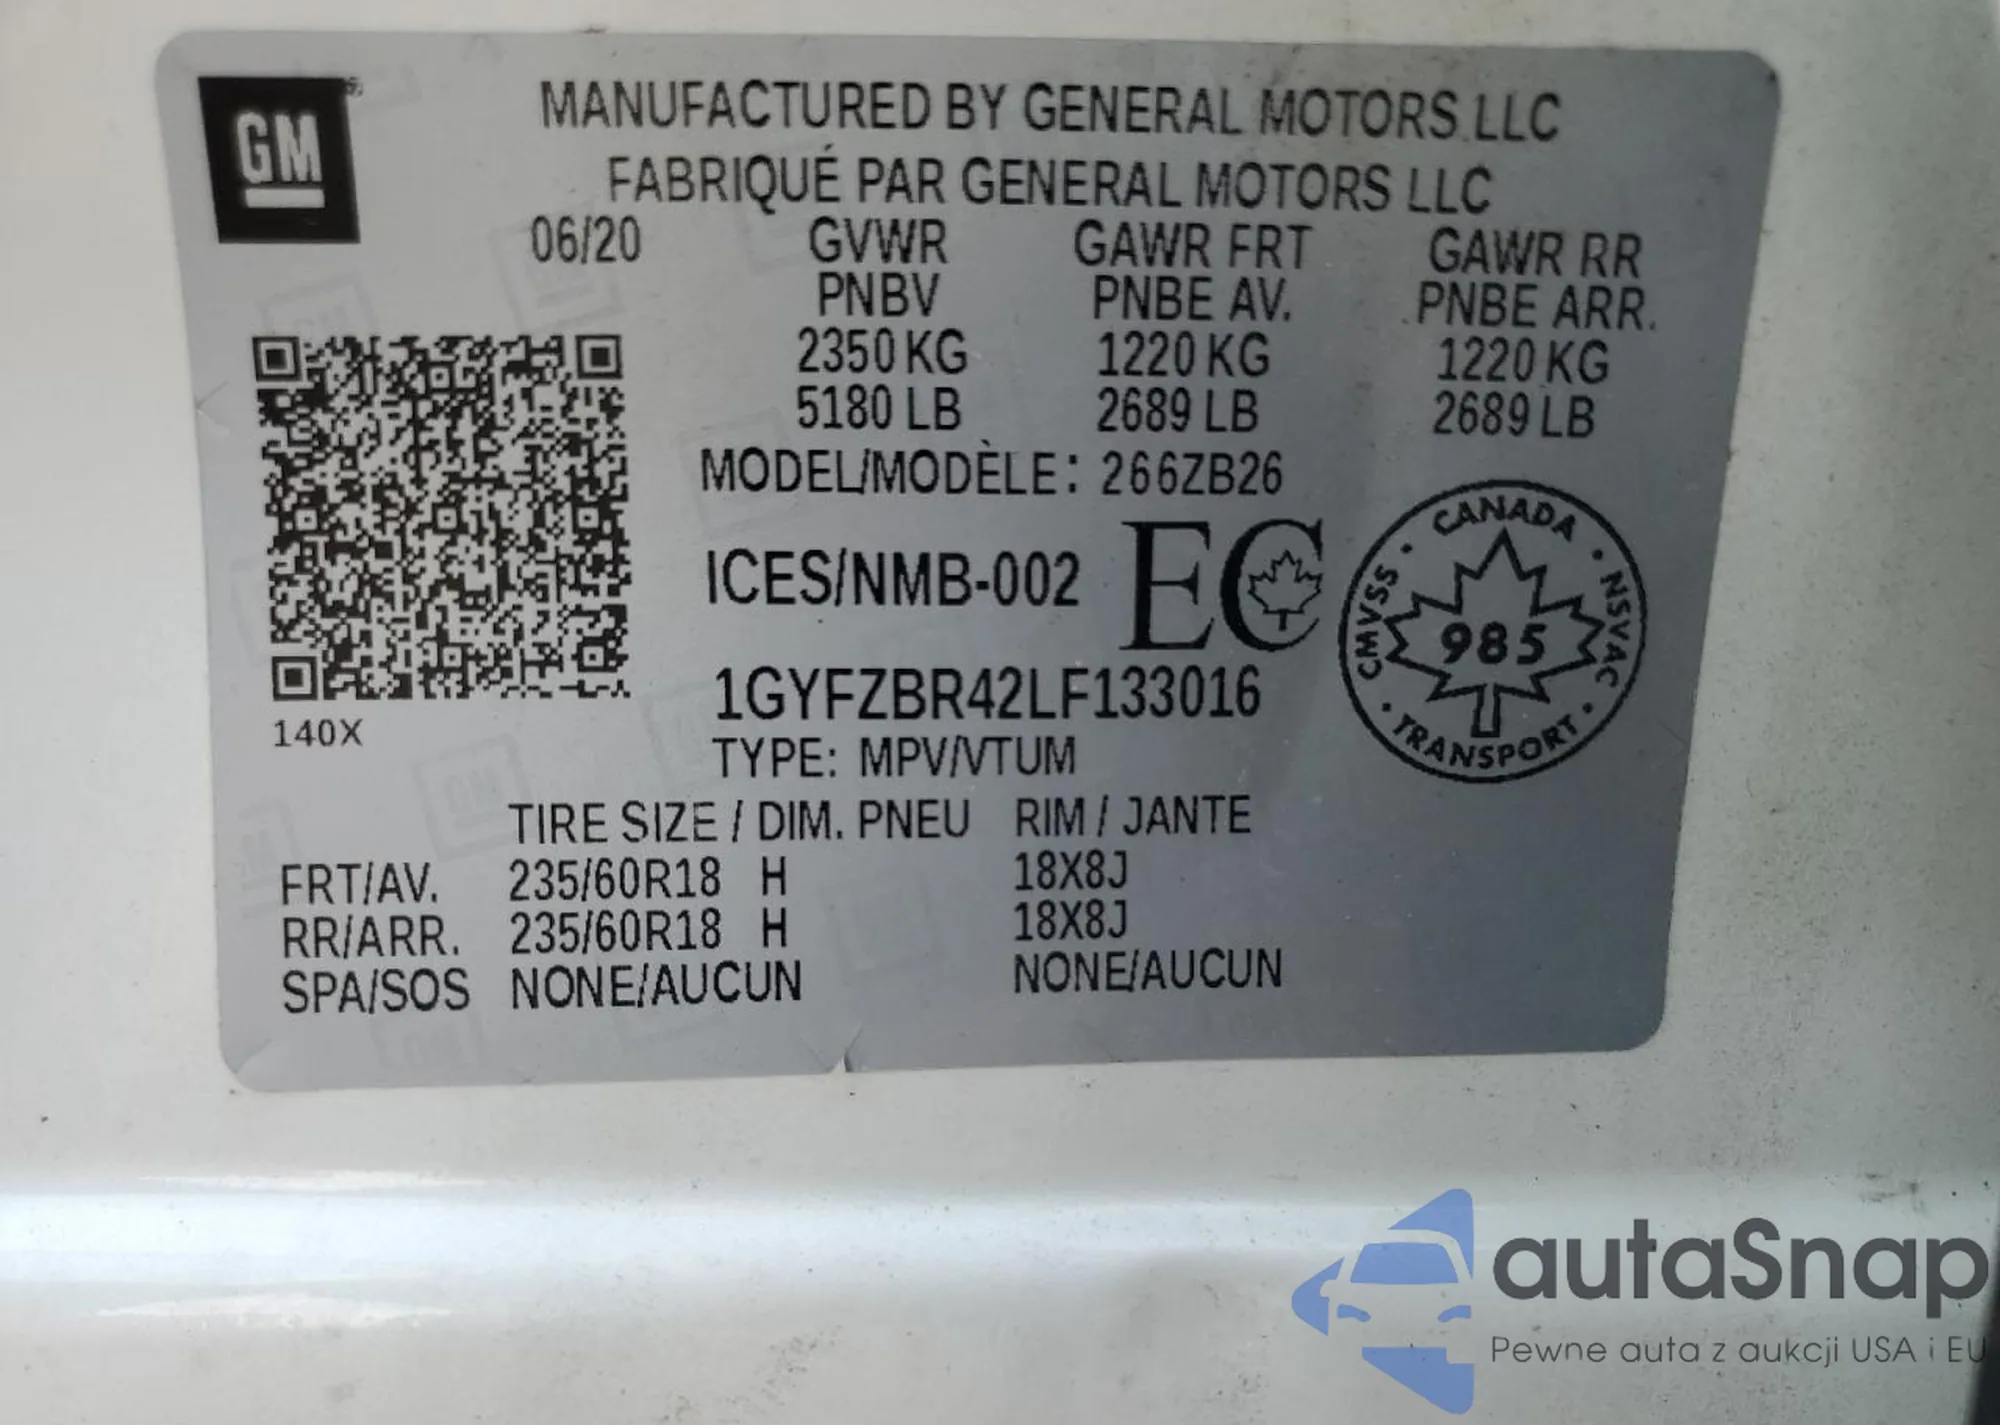 GM
MANUFACTURED BY GENERAL MOTORS LLC
FABRIQUÉ PAR GENERAL MOTORS LLC
06/20 GVWR GAWR FRT GAWR RR
PNBV PNBE AV. PNBE ARR.
2350 KG 1220 KG 1220 KG
5180 LB 2689 LB 2689 LB
MODEL/MODÈLE: 266ZB26
ICES/NMB-002 EC
CANADA
CMVSS 985 NSVAC
TRANSPORT
1GYFZBR42LF133016
140X
TYPE: MPV/VTUM
TIRE SIZE / DIM. PNEU RIM / JANTE
FRT/AV. 235/60R18 H 18X8J
RR/ARR. 235/60R18 H 18X8J
SPA/SOS NONE/AUCUN NONE/AUCUN
autaSnap
Pewne auta z aukcji USA i EU